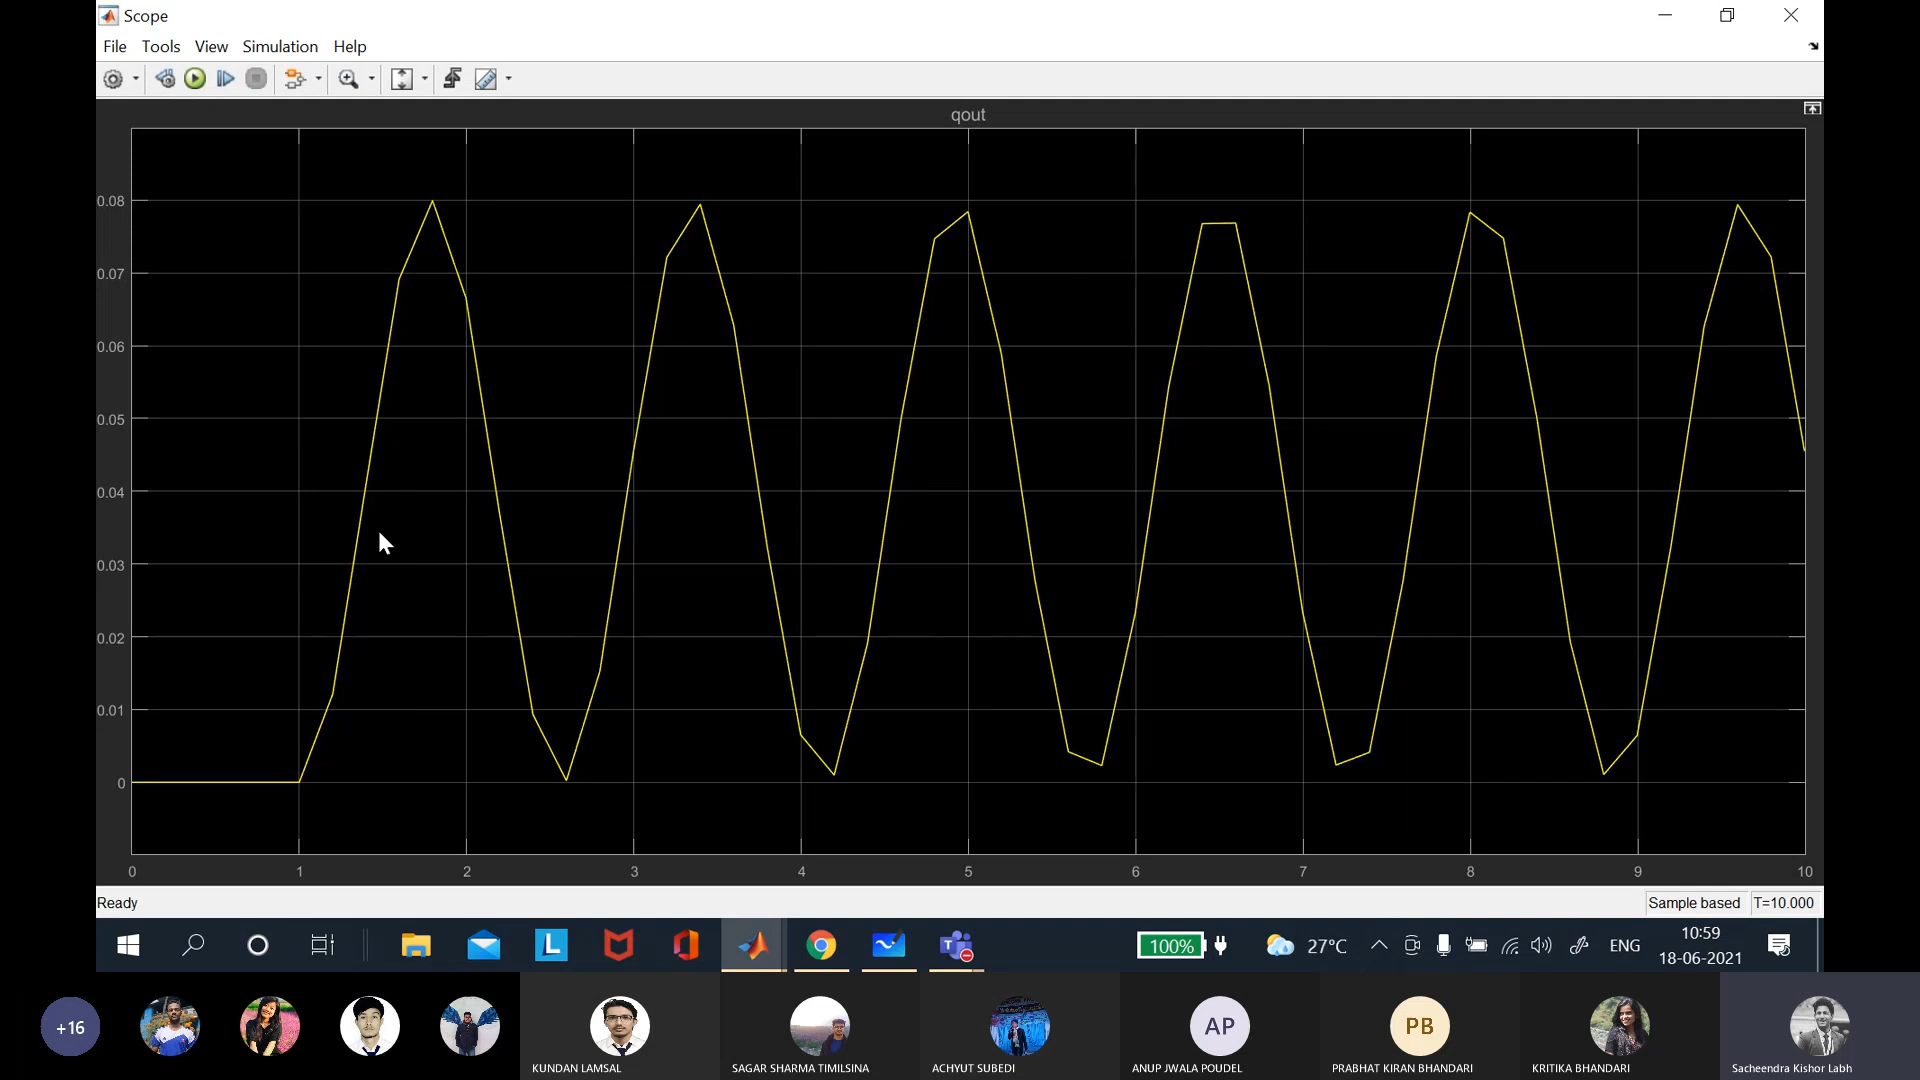 Scope
File Tools View Simulation Help
qout
0.08
0.07
0.06
0.05
0.04
0.03
0.02
0.01
0
0 1 2 3 4 5 6 7 8 9 10
Ready
Sample based T=10.000
L
100%
27°C
ENG
10:59
18-06-2021
+16
AP
PB
KUNDAN LAMSAL
SAGAR SHARMA TIMILSINA
ACHYUT SUBEDI
ANUP JWALA POUDEL
PRABHAT KIRAN BHANDARI
KRITIKA BHANDARI
Sacheendra Kishor Labh